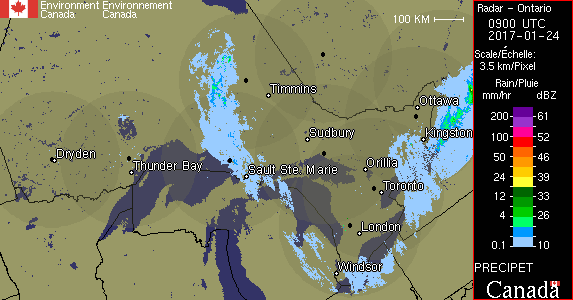 Environment Environnement
Canada Canada
100 KM
Timmins
Ottawa
Sudbury
Kingston
Dryden
Thunder Bay
Sault Ste. Marie
Orillia
Toronto
London
Windsor
Radar - Ontario
0900 UTC
2017-01-24
Scale/Échelle:
3.5 km/Pixel
Rain/Pluie
mm/hr dBZ
200 61
100 52
50 46
24 39
12 33
4 26
0.1 10
PRECIPET
Canada